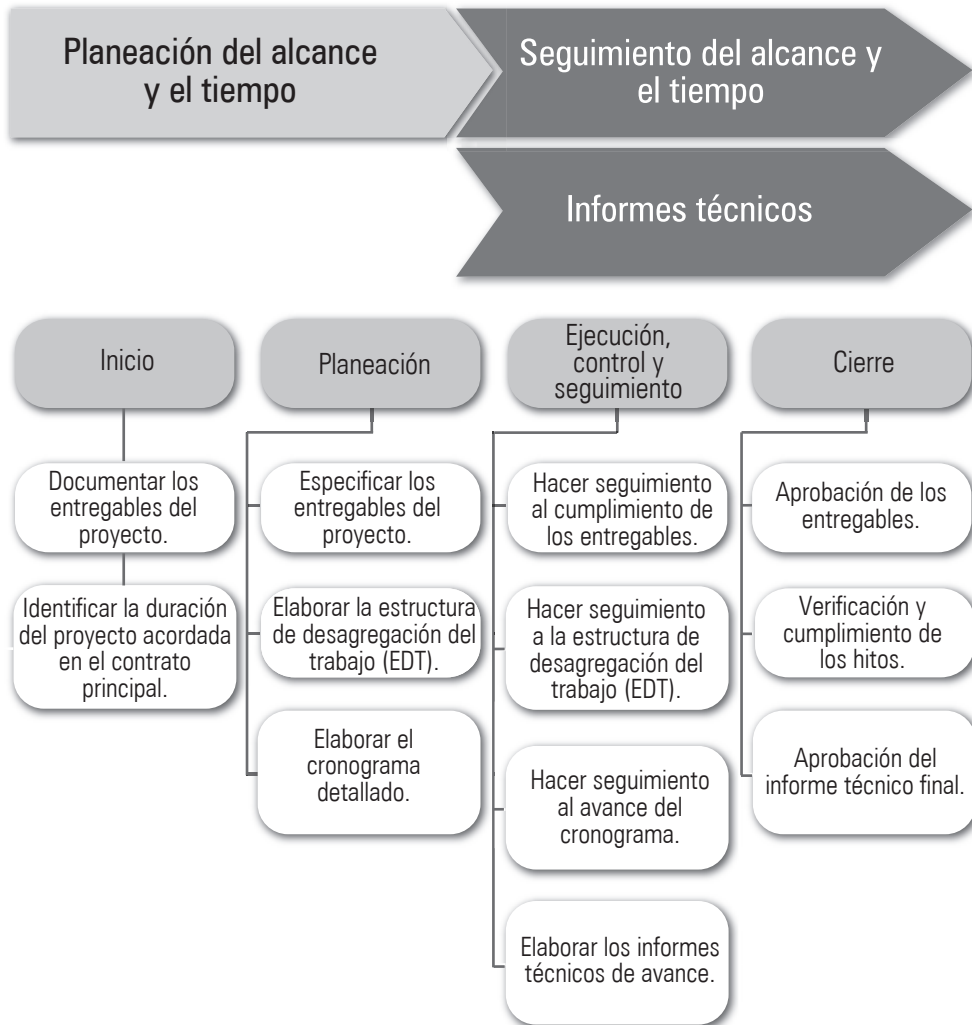 Planeación del alcance
y el tiempo
Seguimiento del alcance y
el tiempo
Informes técnicos
Inicio
Documentar los
entregables del
proyecto.
Identificar la duración
del proyecto acordada
en el contrato
principal.
Planeación
Especificar los
entregables del
proyecto.
Elaborar la estructura
de desagregación del
trabajo (EDT).
Elaborar el
cronograma
detallado.
Ejecución,
control y
seguimiento
Hacer seguimiento
al cumplimiento de
los entregables.
Hacer seguimiento
a la estructura de
desagregación del
trabajo (EDT).
Hacer seguimiento
al avance del
cronograma.
Elaborar los informes
técnicos de avance.
Cierre
Aprobación de los
entregables.
Verificación y
cumplimiento de
los hitos.
Aprobación del
informe técnico final.